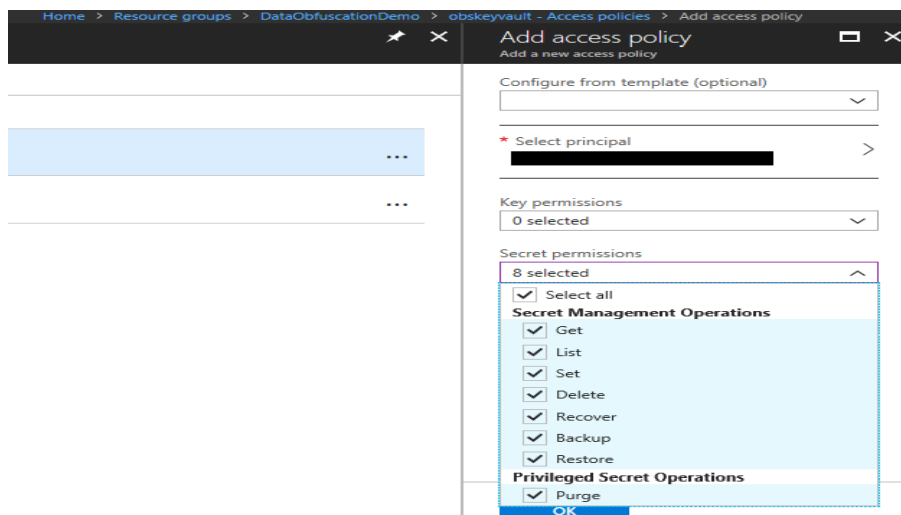 Home > Resource groups > DataObfuscationDemo > obskeyvault - Access policies > Add access policy
Add access policy
Add a new access policy
Configure from template (optional)
* Select principal
Key permissions
0 selected
Secret permissions
8 selected
Select all
Secret Management Operations
Get
List
Set
Delete
Recover
Backup
Restore
Privileged Secret Operations
Purge
OK